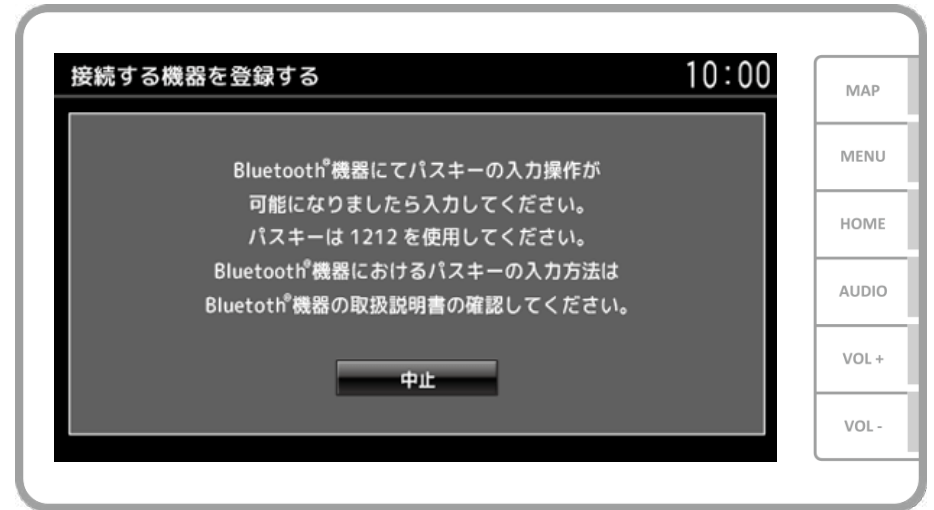 接続する機器を登録する
10:00
Bluetooth®機器にてパスキーの入力操作が
可能になりましたら入力してください。
パスキーは 1212 を使用してください。
Bluetooth®機器におけるパスキーの入力方法は
Bluetoth®機器の取扱説明書の確認してください。
中止
MAP
MENU
HOME
AUDIO
VOL +
VOL -